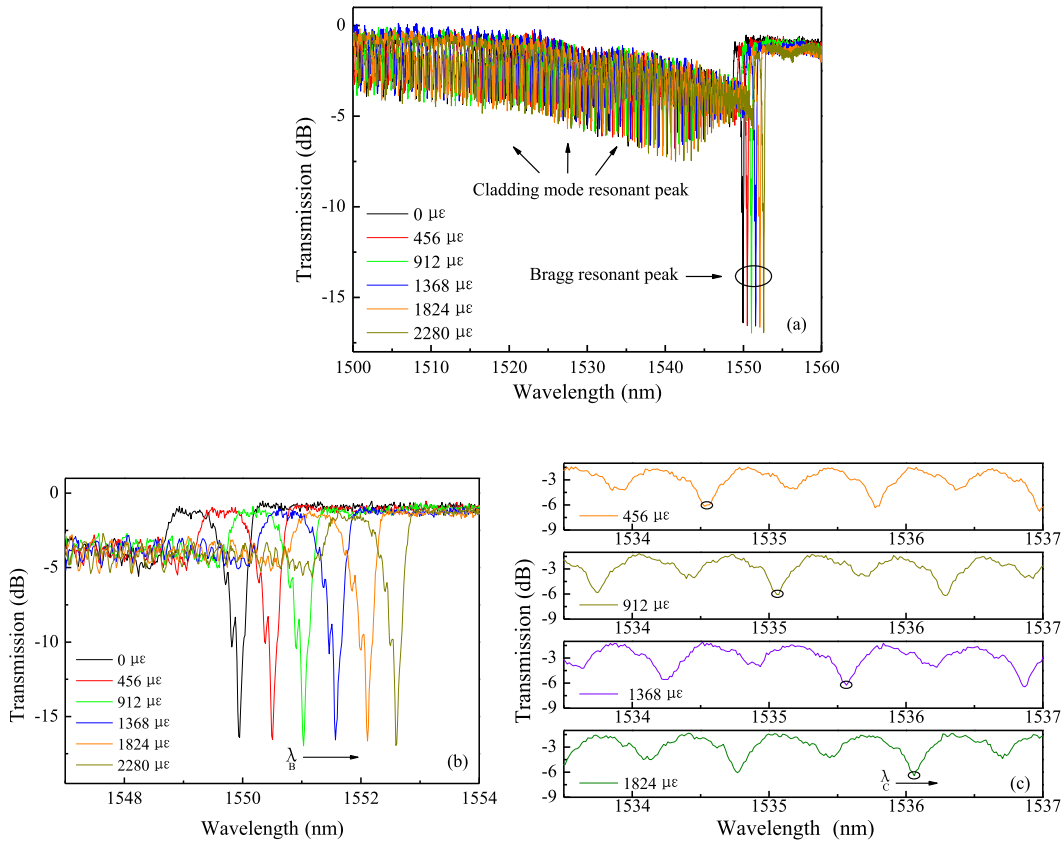 0
-5
-10
-15
Transmission (dB)
Cladding mode resonant peak
0 με
456 με
912 με
1368 με
1824 με
2280 με
Bragg resonant peak
(a)
1500 1510 1520 1530 1540 1550 1560
Wavelength (nm)
0
-5
-10
-15
Transmission (dB)
0 με
456 με
912 με
1368 με
1824 με
2280 με
λB
(b)
1548 1550 1552 1554
Wavelength (nm)
Transmission (dB)
-3
-6
-9
456 με
1534 1535 1536 1537
-3
-6
-9
912 με
1534 1535 1536 1537
-3
-6
-9
1368 με
1534 1535 1536 1537
-3
-6
-9
1824 με
λC
(c)
1534 1535 1536 1537
Wavelength (nm)